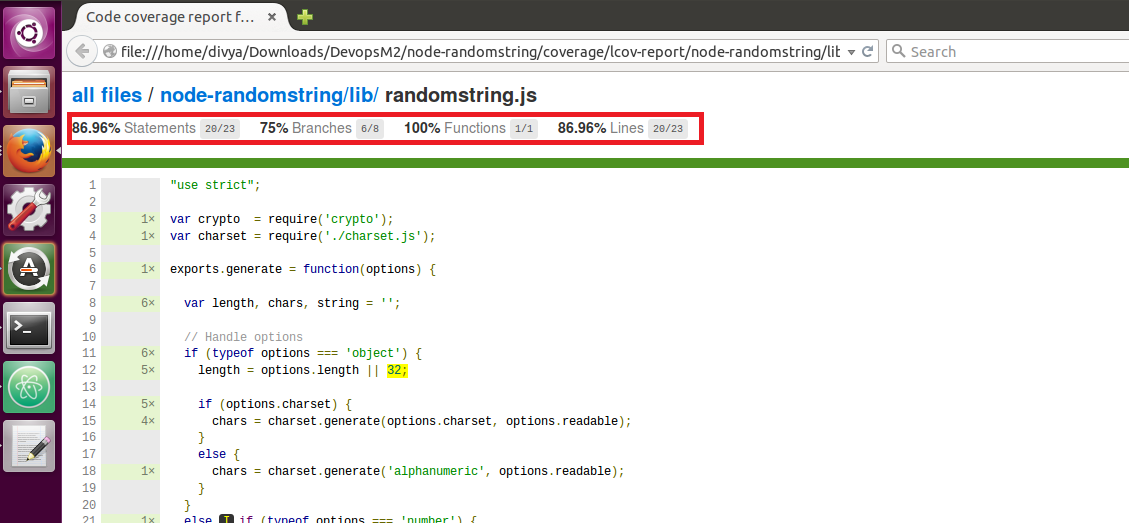 Code coverage report f... ×
file:///home/divya/Downloads/DevopsM2/node-randomstring/coverage/lcov-report/node-randomstring/lib Search
all files / node-randomstring/lib/ randomstring.js
86.96% Statements 20/23 75% Branches 6/8 100% Functions 1/1 86.96% Lines 20/23
1 "use strict";
2
3 1× var crypto  = require('crypto');
4 1× var charset = require('./charset.js');
5
6 1× exports.generate = function(options) {
7
8 6× var length, chars, string = '';
9
10 // Handle options
11 6× if (typeof options === 'object') {
12 5× length = options.length || 32;
13
14 5× if (options.charset) {
15 4× chars = charset.generate(options.charset, options.readable);
16 }
17 else {
18 1× chars = charset.generate('alphanumeric', options.readable);
19 }
20 }
21 1× else I if (typeof options === 'number') {